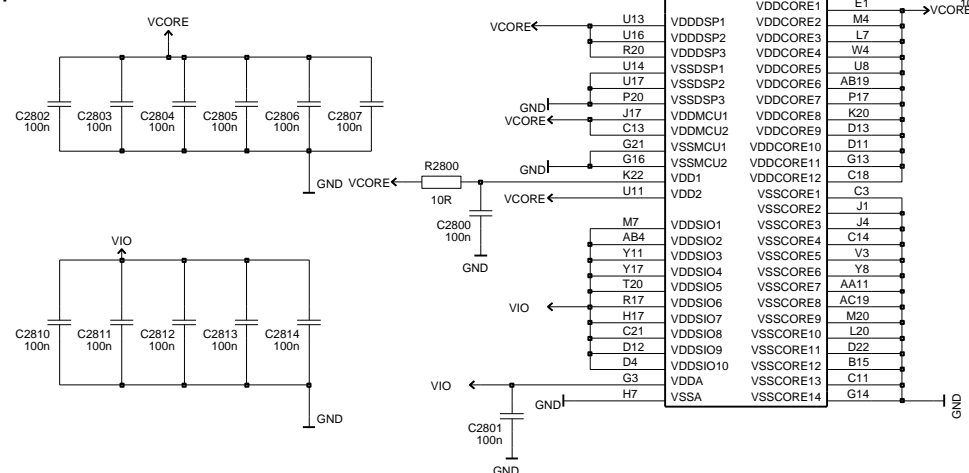 VCORE
C2802 100n
C2803 100n
C2804 100n
C2805 100n
C2806 100n
C2807 100n
GND
VIO
C2810 100n
C2811 100n
C2812 100n
C2813 100n
C2814 100n
GND
VCORE
R2800
10R
C2800
100n
GND
VCORE
GND
VCORE
GND
VCORE
VIO
VIO
C2801
100n
GND
GND
U13 VDDDSP1
U16 VDDDSP2
R20 VDDDSP3
U14 VSSDSP1
U17 VSSDSP2
P20 VSSDSP3
J17 VDDMCU1
C13 VDDMCU2
G21 VSSMCU1
G16 VSSMCU2
K22 VDD1
U11 VDD2
M7 VDDSIO1
AB4 VDDSIO2
Y11 VDDSIO3
Y17 VDDSIO4
T20 VDDSIO5
R17 VDDSIO6
H17 VDDSIO7
C21 VDDSIO8
D12 VDDSIO9
D4 VDDSIO10
G3 VDDA
H7 VSSA
VDDCORE1 E1
VDDCORE2 M4
VDDCORE3 L7
VDDCORE4 W4
VDDCORE5 U8
VDDCORE6 AB19
VDDCORE7 P17
VDDCORE8 K20
VDDCORE9 D13
VDDCORE10 D11
VDDCORE11 G13
VDDCORE12 C18
VSSCORE1 C3
VSSCORE2 J1
VSSCORE3 J4
VSSCORE4 C14
VSSCORE5 V3
VSSCORE6 Y8
VSSCORE7 AA11
VSSCORE8 AC19
VSSCORE9 M20
VSSCORE10 L20
VSSCORE11 D22
VSSCORE12 B15
VSSCORE13 C11
VSSCORE14 G14
VCORE
GND